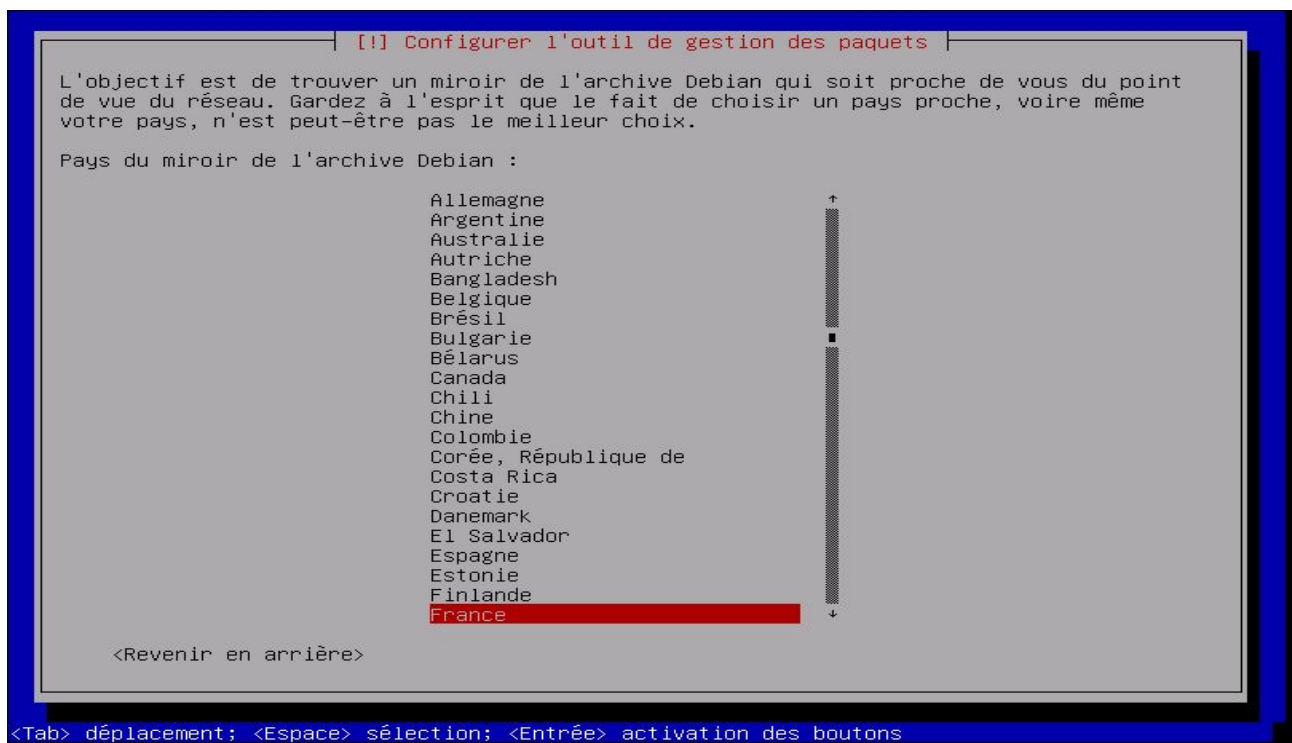 [!] Configurer l'outil de gestion des paquets
L'objectif est de trouver un miroir de l'archive Debian qui soit proche de vous du point
de vue du réseau. Gardez à l'esprit que le fait de choisir un pays proche, voire même
votre pays, n'est peut-être pas le meilleur choix.
Pays du miroir de l'archive Debian :
Allemagne
Argentine
Australie
Autriche
Bangladesh
Belgique
Brésil
Bulgarie
Bélarus
Canada
Chili
Chine
Colombie
Corée, République de
Costa Rica
Croatie
Danemark
El Salvador
Espagne
Estonie
Finlande
France
<Revenir en arrière>
<Tab> déplacement; <Espace> sélection; <Entrée> activation des boutons